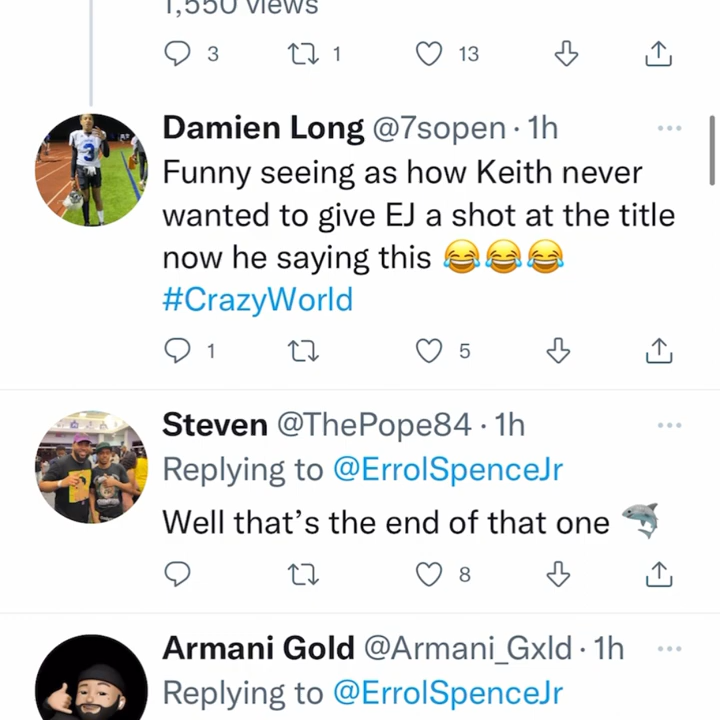 1,550 views
3 1 13
Damien Long @7sopen · 1h
Funny seeing as how Keith never
wanted to give EJ a shot at the title
now he saying this 😂😂😂
#CrazyWorld
1 5
Steven @ThePope84 · 1h
Replying to @ErrolSpenceJr
Well that’s the end of that one 🦈
8
Armani Gold @Armani_Gxld · 1h
Replying to @ErrolSpenceJr